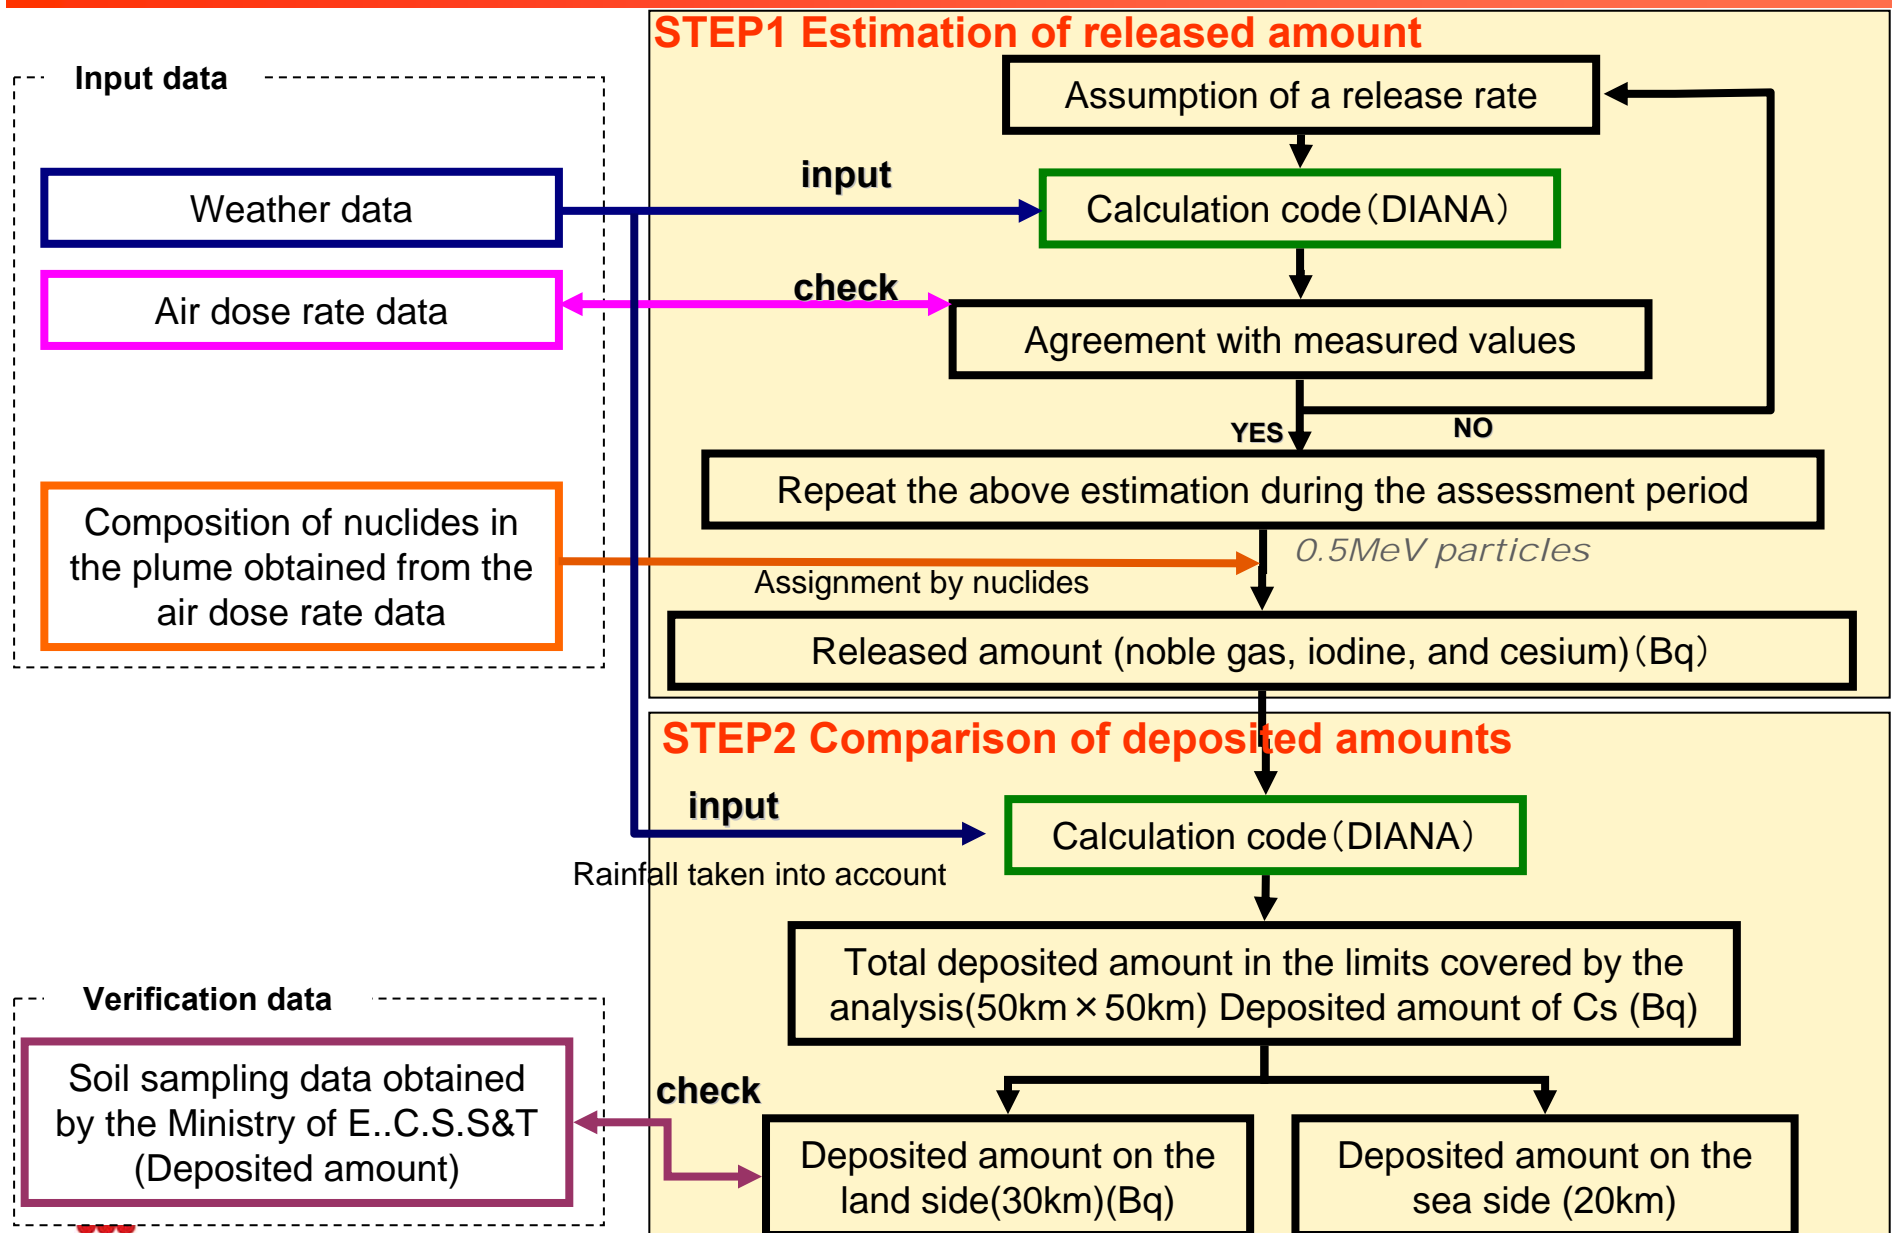 STEP1 Estimation of released amount
Input data
Assumption of a release rate
input
Weather data
Calculation code（DIANA）
check
Air dose rate data
Agreement with measured values
YES
NO
Repeat the above estimation during the assessment period
Composition of nuclides in
the plume obtained from the
air dose rate data
0.5MeV particles
Assignment by nuclides
Released amount (noble gas, iodine, and cesium)（Bq）
STEP2 Comparison of deposited amounts
input
Calculation code（DIANA）
Rainfall taken into account
Total deposited amount in the limits covered by the
analysis(50km×50km) Deposited amount of Cs (Bq)
Verification data
Soil sampling data obtained
by the Ministry of E..C.S.S&T
(Deposited amount)
check
Deposited amount on the
land side(30km)(Bq)
Deposited amount on the
sea side (20km)